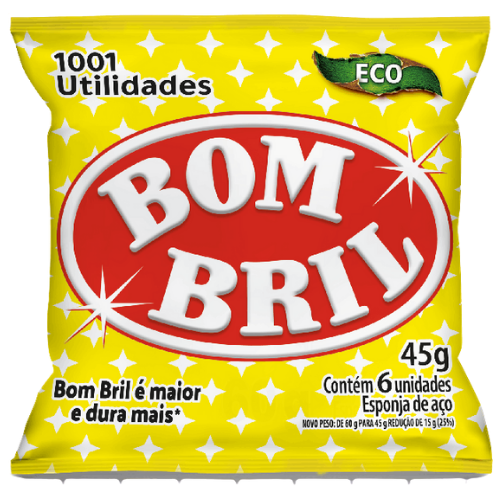 1001
Utilidades
ECO
BOM
BRIL
45g
Contém 6 unidades
Esponja de aço
NOVO PESO: DE 60 g PARA 45 g REDUÇÃO DE 15 g (25%)
Bom Bril é maior
e dura mais*